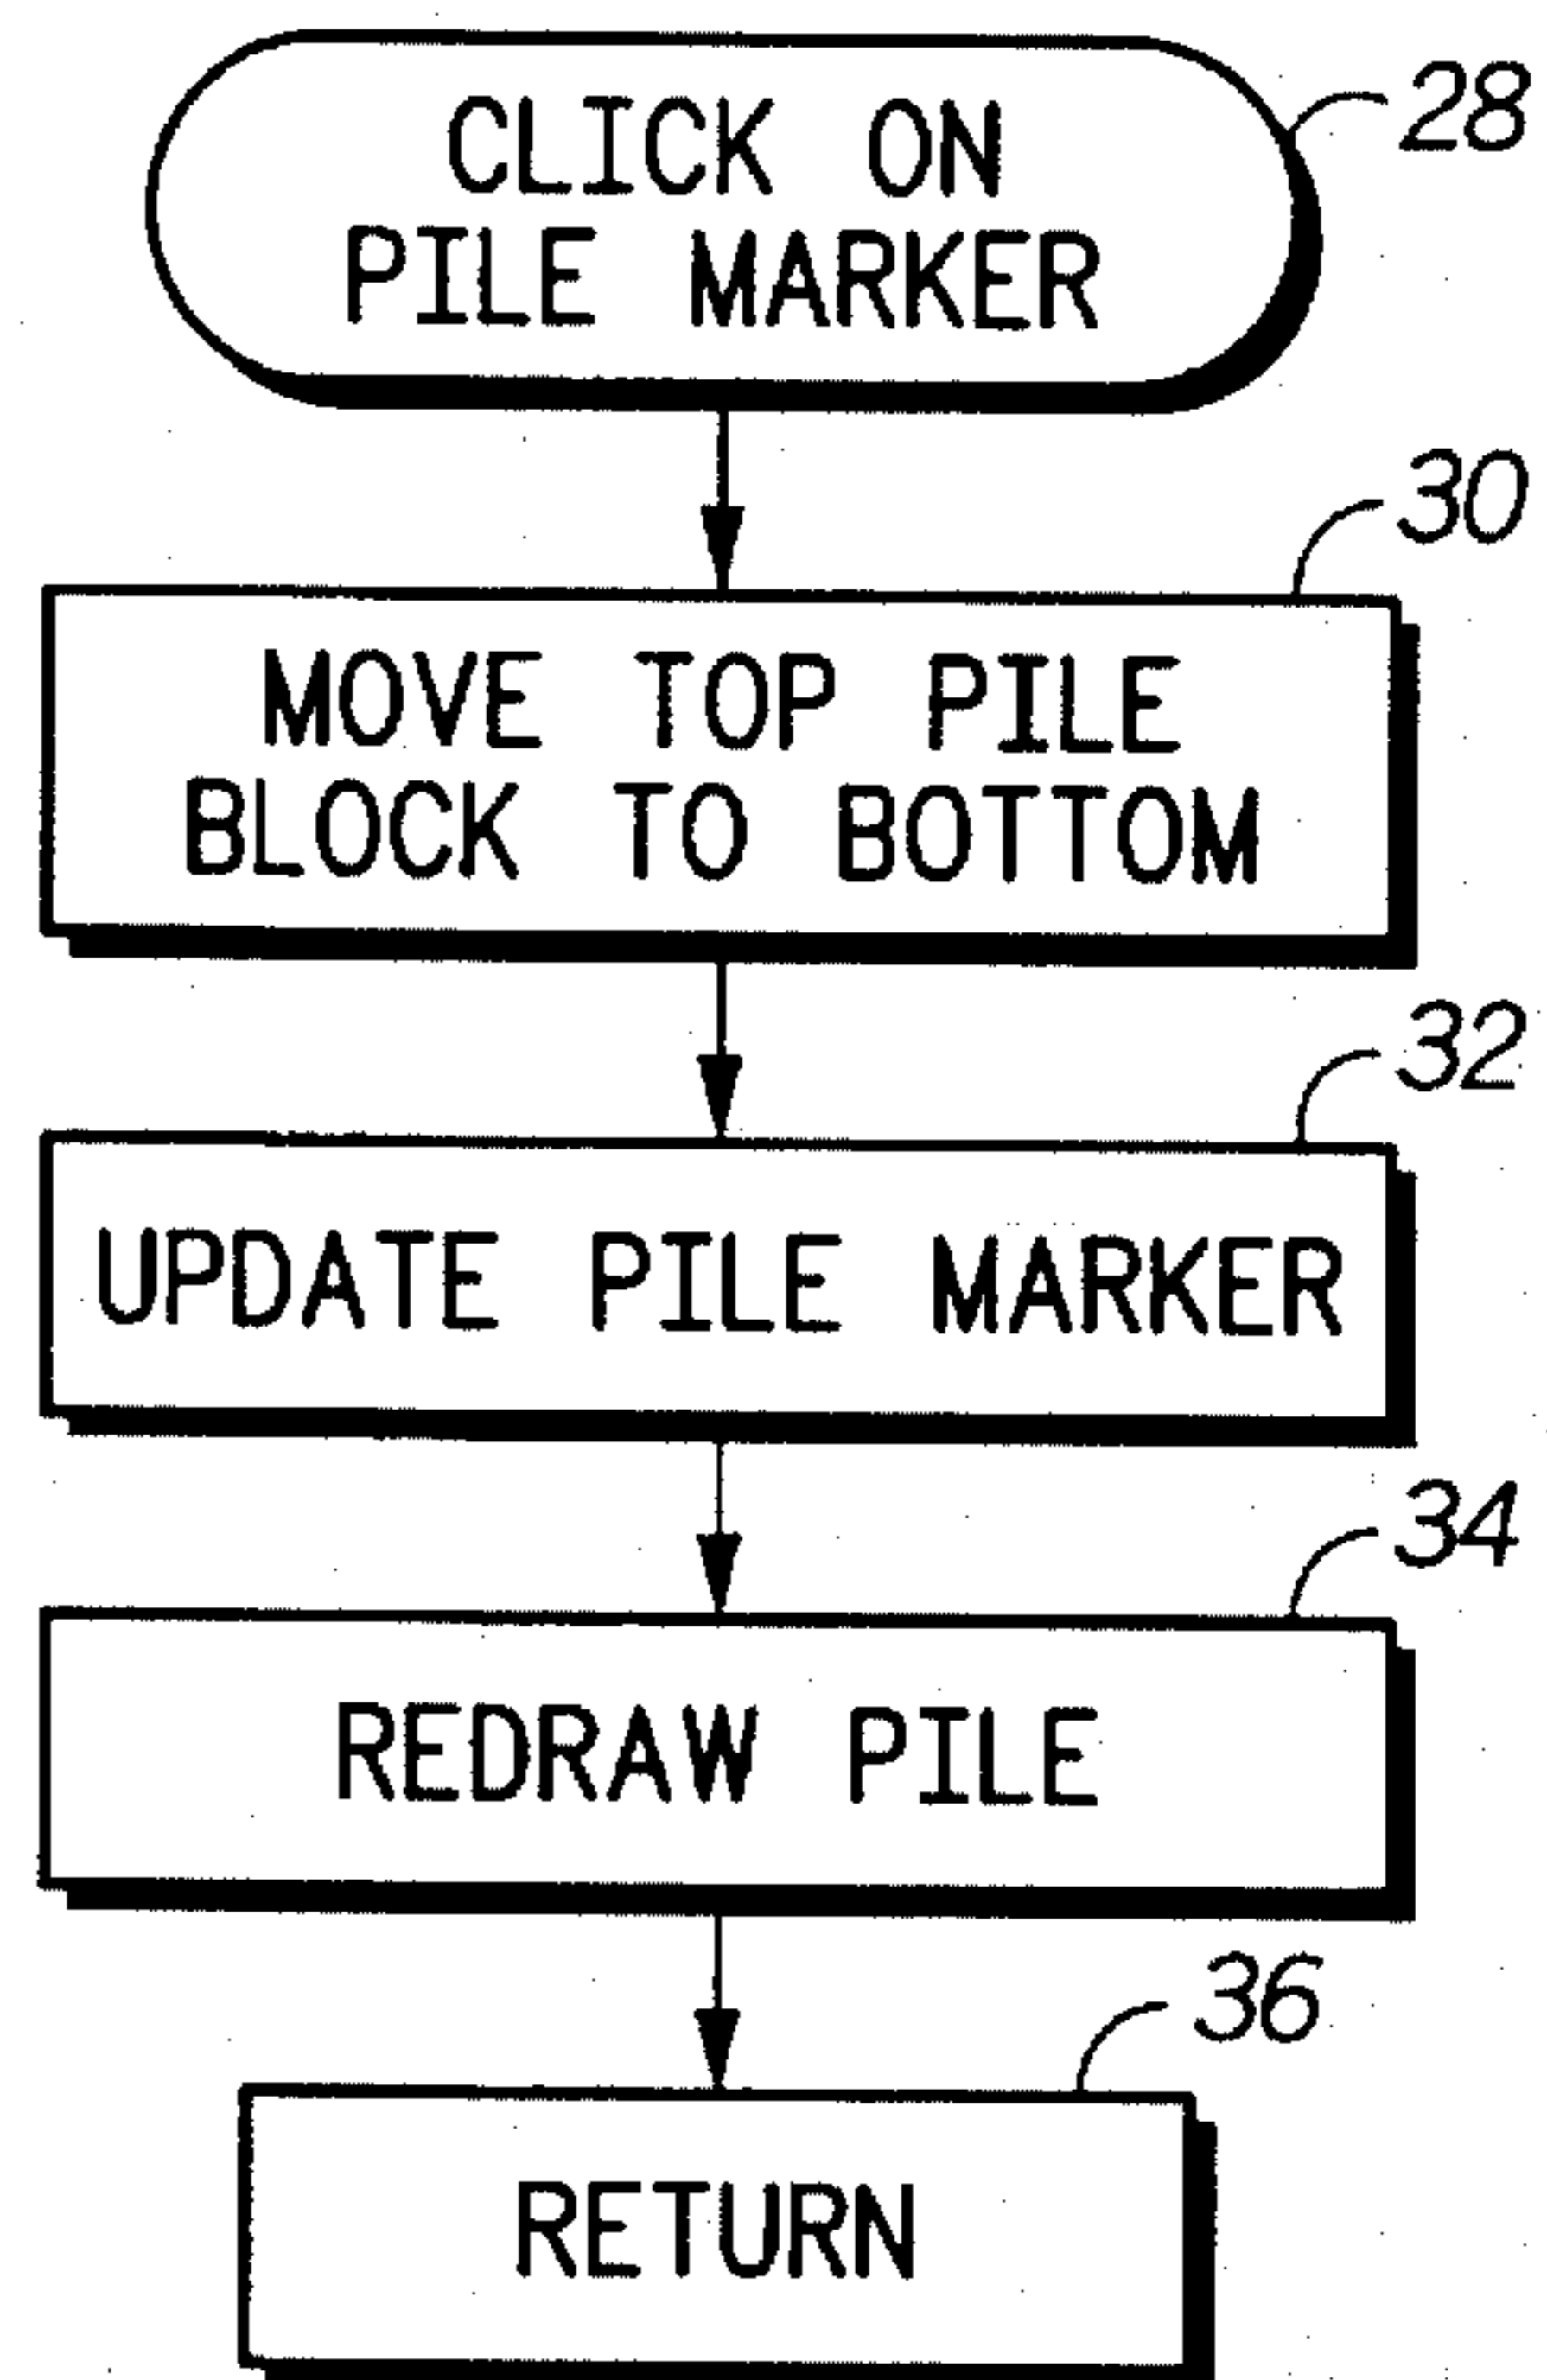 CLICK ON
PILE MARKER
28
30
MOVE TOP PILE
BLOCK TO BOTTOM
32
UPDATE PILE MARKER
34
REDRAW PILE
36
RETURN